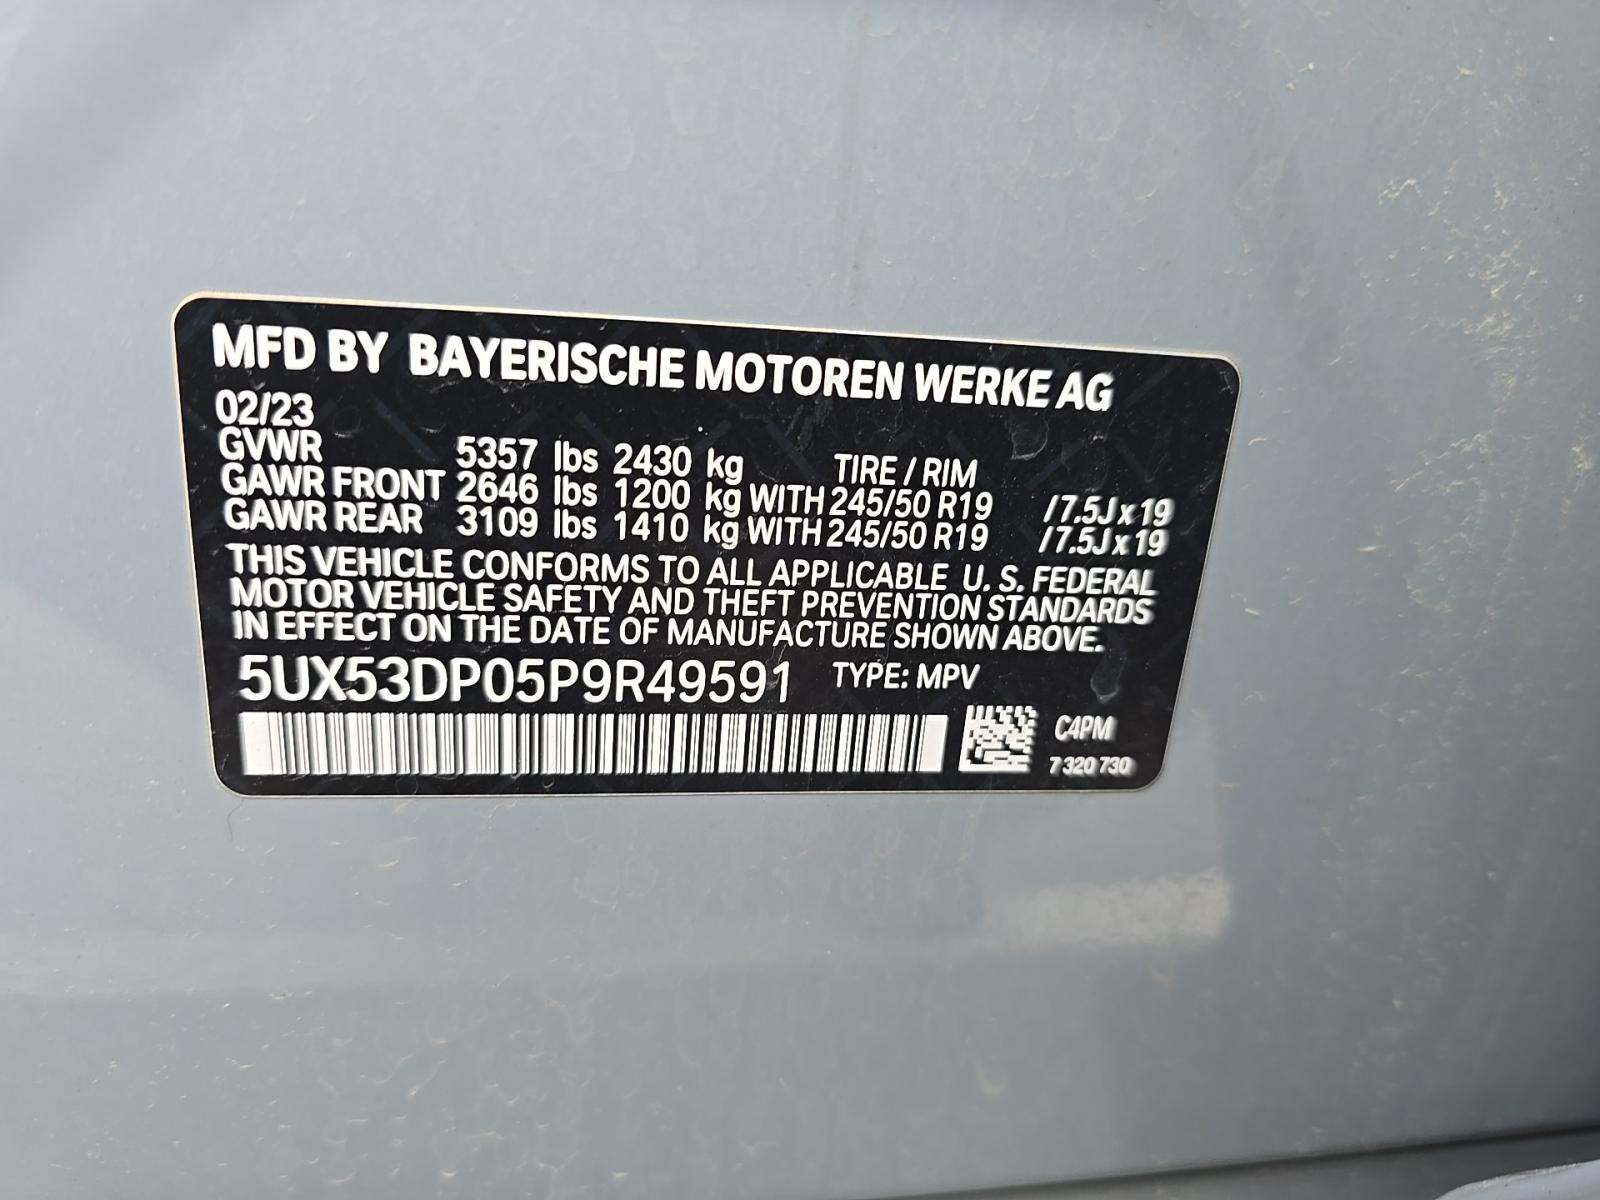 MFD BY BAYERISCHE MOTOREN WERKE AG
02/23
GVWR 5357 lbs 2430 kg TIRE / RIM
GAWR FRONT 2646 lbs 1200 kg WITH 245/50 R19 / 7.5J x 19
GAWR REAR 3109 lbs 1410 kg WITH 245/50 R19 / 7.5J x 19
THIS VEHICLE CONFORMS TO ALL APPLICABLE U. S. FEDERAL
MOTOR VEHICLE SAFETY AND THEFT PREVENTION STANDARDS
IN EFFECT ON THE DATE OF MANUFACTURE SHOWN ABOVE.
5UX53DP05P9R49591 TYPE: MPV
C4PM
7 320 730